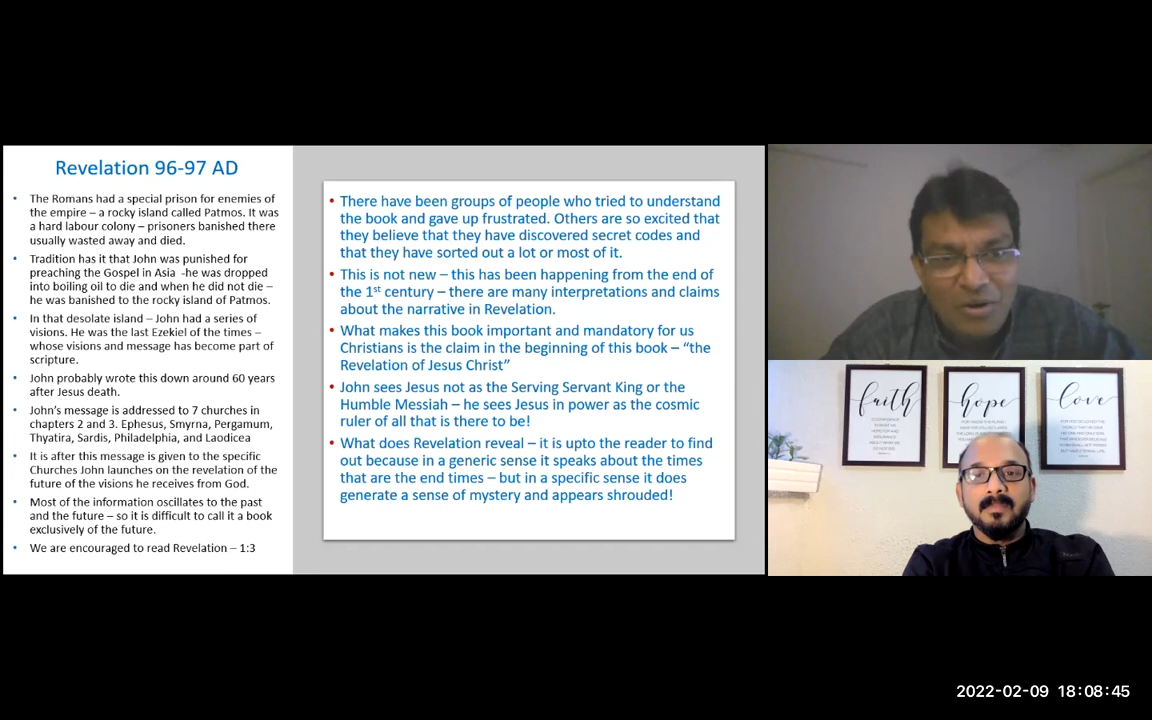 Revelation 96-97 AD
• The Romans had a special prison for enemies of
the empire – a rocky island called Patmos. It was
a hard labour colony – prisoners banished there
usually wasted away and died.
• Tradition has it that John was punished for
preaching the Gospel in Asia -he was dropped
into boiling oil to die and when he did not die –
he was banished to the rocky island of Patmos.
• In that desolate island – John had a series of
visions. He was the last Ezekiel of the times –
whose visions and message has become part of
scripture.
• John probably wrote this down around 60 years
after Jesus death.
• John's message is addressed to 7 churches in
chapters 2 and 3. Ephesus, Smyrna, Pergamum,
Thyatira, Sardis, Philadelphia, and Laodicea
• It is after this message is given to the specific
Churches John launches on the revelation of the
future of the visions he receives from God.
• Most of the information oscillates to the past
and the future – so it is difficult to call it a book
exclusively of the future.
• We are encouraged to read Revelation – 1:3
• There have been groups of people who tried to understand
the book and gave up frustrated. Others are so excited that
they believe that they have discovered secret codes and
that they have sorted out a lot or most of it.
• This is not new – this has been happening from the end of
the 1st century – there are many interpretations and claims
about the narrative in Revelation.
• What makes this book important and mandatory for us
Christians is the claim in the beginning of this book – “the
Revelation of Jesus Christ”
• John sees Jesus not as the Serving Servant King or the
Humble Messiah – he sees Jesus in power as the cosmic
ruler of all that is there to be!
• What does Revelation reveal – it is upto the reader to find
out because in a generic sense it speaks about the times
that are the end times – but in a specific sense it does
generate a sense of mystery and appears shrouded!
faith
hope
love
2022-02-09 18:08:45